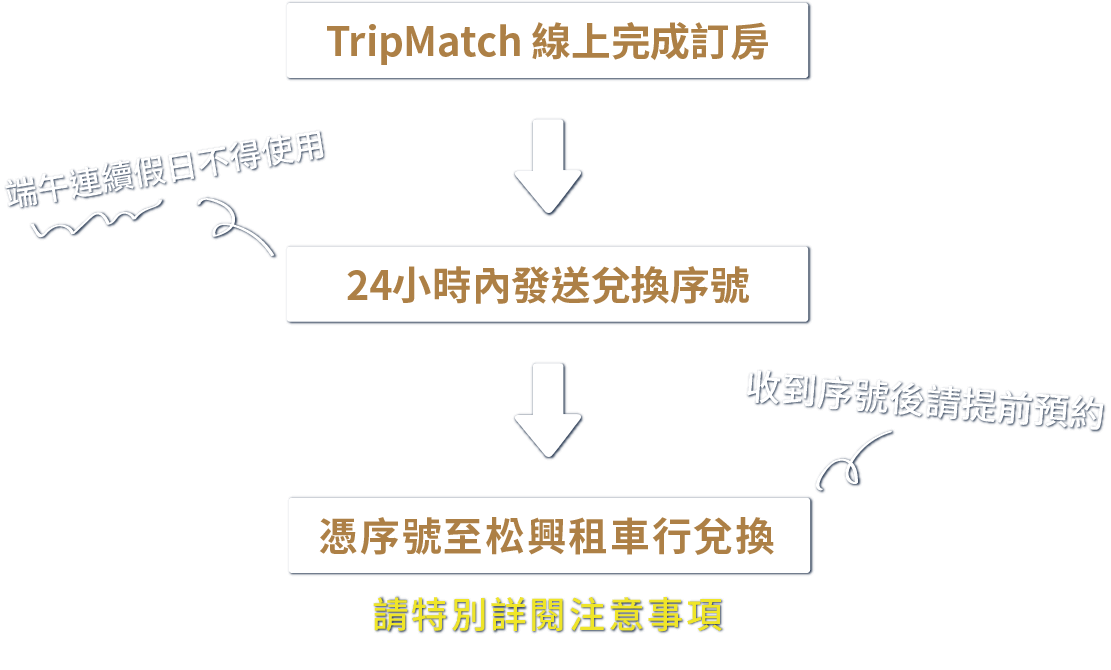 TripMatch 線上完成訂房
端午連續假日不得使用
24小時內發送兌換序號
收到序號後請提前預約
憑序號至松興租車行兌換
請特別詳閱注意事項